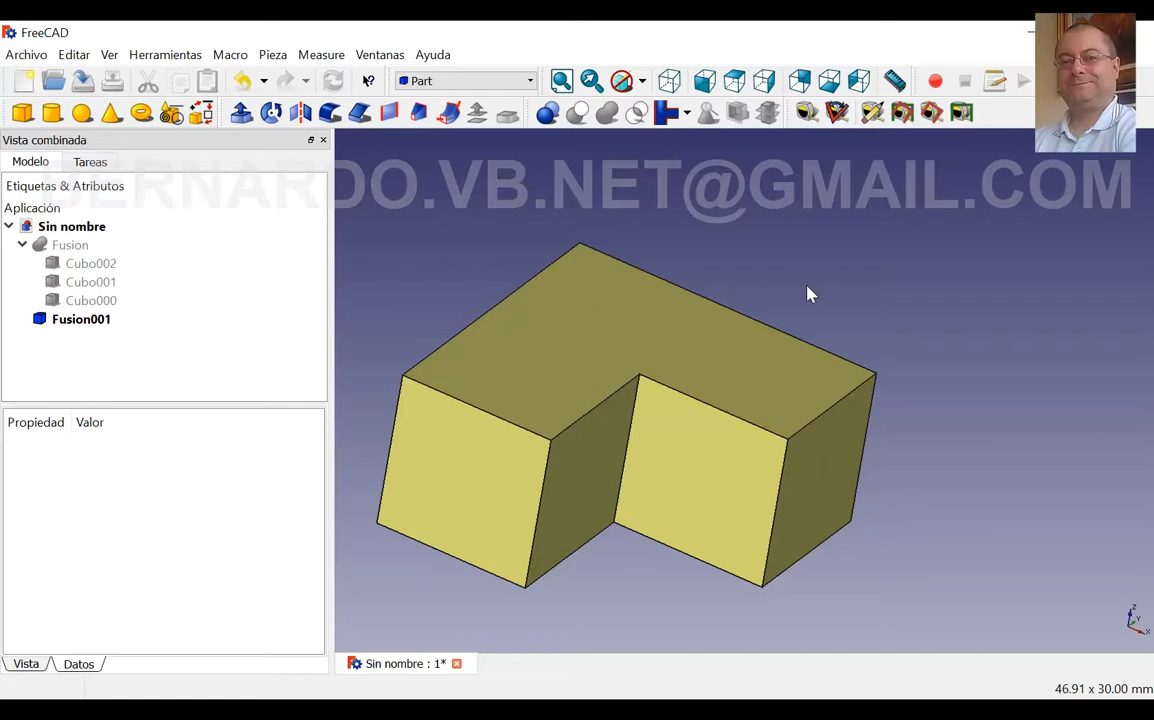 FreeCAD
Archivo Editar Ver Herramientas Macro Pieza Measure Ventanas Ayuda
Part
Vista combinada
Modelo Tareas
BERNARDO.VB.NET@GMAIL.COM
Etiquetas & Atributos
Aplicación
Sin nombre
Fusion
Cubo002
Cubo001
Cubo000
Fusion001
Propiedad Valor
Z
Y
X
Vista Datos
Sin nombre : 1*
46.91 x 30.00 mm